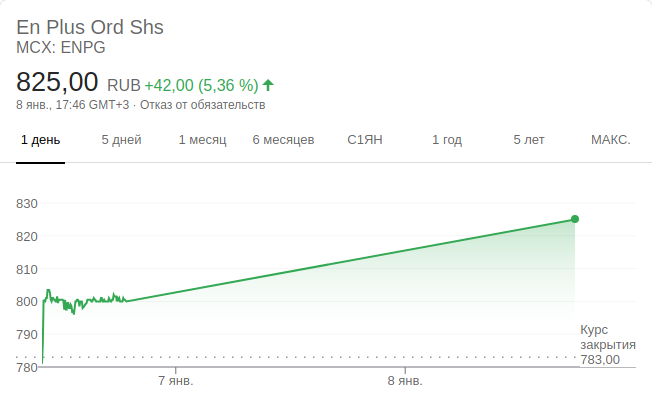 En Plus Ord Shs
MCX: ENPG
825,00 RUB +42,00 (5,36 %)
8 янв., 17:46 GMT+3 · Отказ от обязательств
1 день 5 дней 1 месяц 6 месяцев С1ЯН 1 год 5 лет МАКС.
830
820
810
800
790
780
Курс
закрытия
783,00
7 янв. 8 янв.